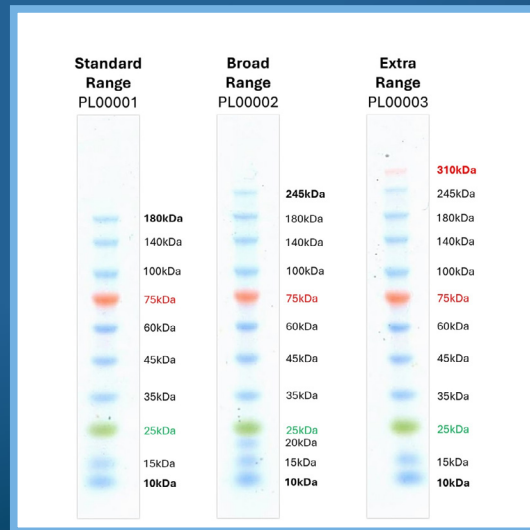 Standard
Range
PL00001
180kDa
140kDa
100kDa
75kDa
60kDa
45kDa
35kDa
25kDa
15kDa
10kDa
Broad
Range
PL00002
245kDa
180kDa
140kDa
100kDa
75kDa
60kDa
45kDa
35kDa
25kDa
20kDa
15kDa
10kDa
Extra
Range
PL00003
310kDa
245kDa
180kDa
140kDa
100kDa
75kDa
60kDa
45kDa
35kDa
25kDa
15kDa
10kDa